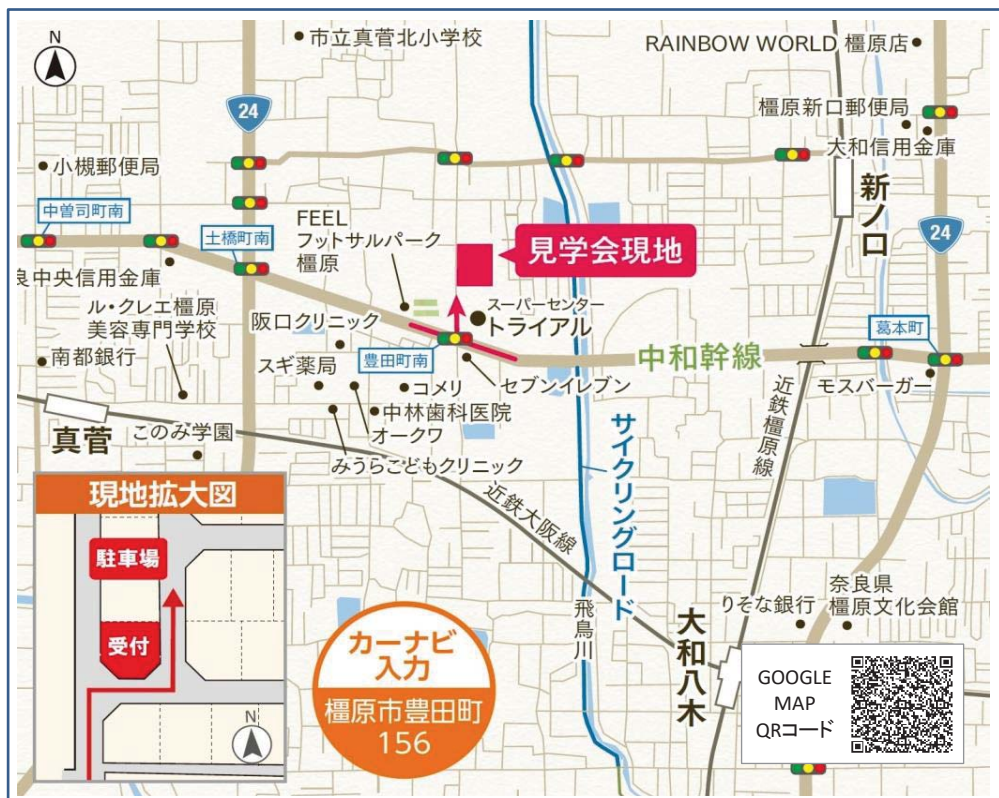 N
市立真菅北小学校
RAINBOW WORLD 橿原店
24
橿原新口郵便局
大和信用金庫
小槻郵便局
新ノ口
中曽司町南
FEEL
フットサルパーク
橿原
土橋町南
見学会現地
24
良中央信用金庫
スーパーセンター
トライアル
ル・クレエ橿原
美容専門学校
阪口クリニック
葛本町
南都銀行
スギ薬局
豊田町南
中和幹線
コメリ
セブンイレブン
モスバーガー
中林歯科医院
近鉄橿原線
真菅
このみ学園
オークワ
みうらこどもクリニック
サイクリングロード
近鉄大阪線
現地拡大図
駐車場
受付
N
飛鳥川
奈良県
橿原文化会館
りそな銀行
大和八木
カーナビ
入力
橿原市豊田町
156
GOOGLE
MAP
QRコード